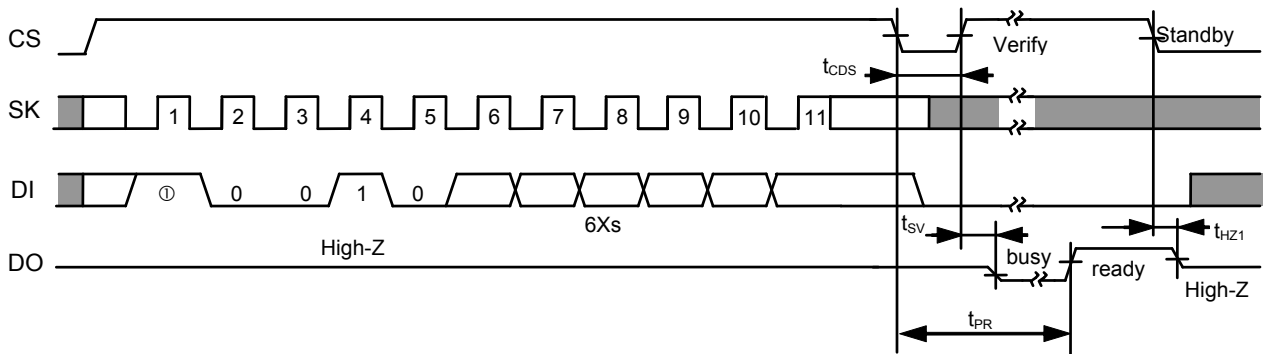 CS
Verify
Standby
tCDS
SK
1 2 3 4 5 6 7 8 9 10 11
DI
① 0 0 1 0
6Xs
tSV
tHZ1
High-Z
DO
busy
ready
High-Z
tPR